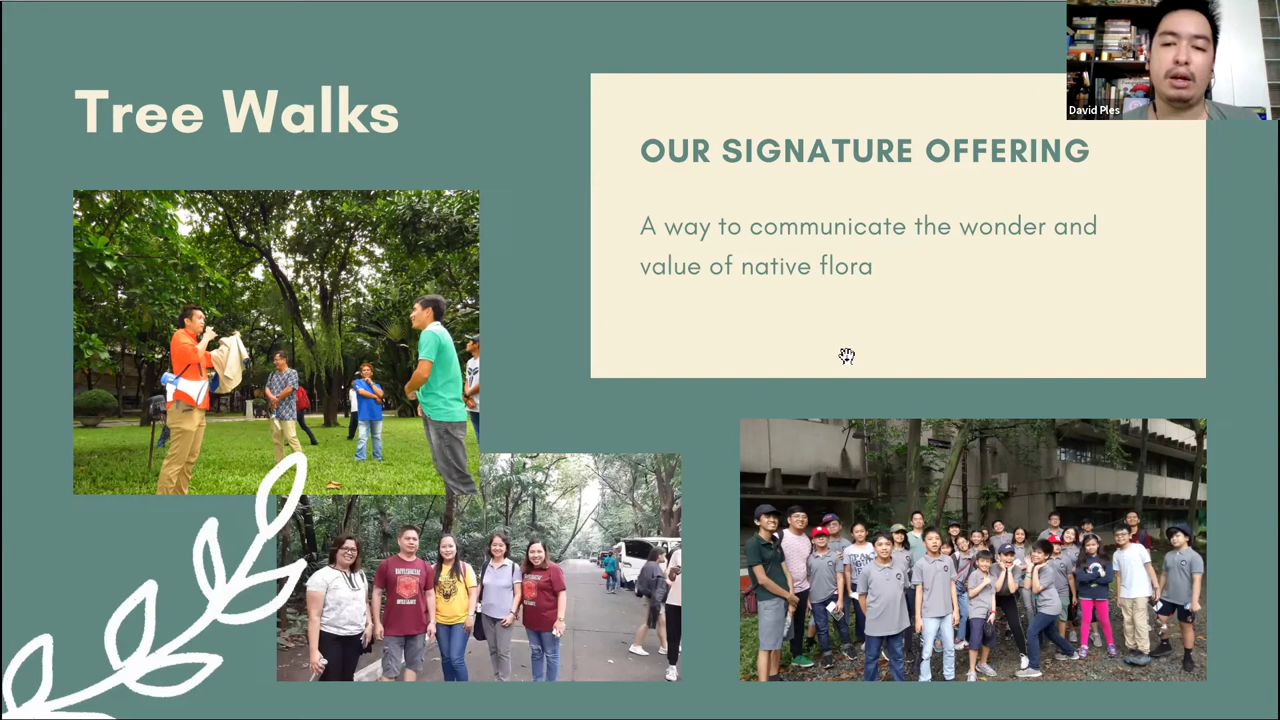 Tree Walks
David Ples
OUR SIGNATURE OFFERING
A way to communicate the wonder and
value of native flora